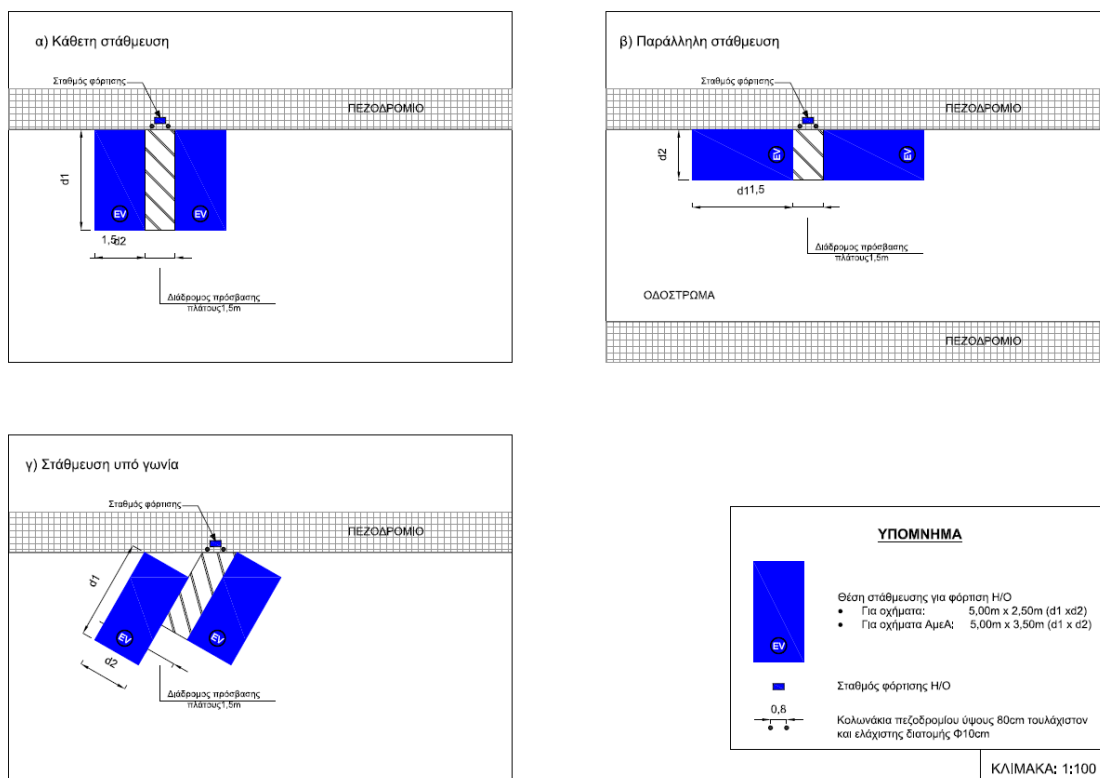 α) Κάθετη στάθμευση
Σταθμός φόρτισης
ΠΕΖΟΔΡΟΜΙΟ
d1
EV
EV
1,5
d2
Διάδρομος πρόσβασης
πλάτους1,5m
β) Παράλληλη στάθμευση
Σταθμός φόρτισης
ΠΕΖΟΔΡΟΜΙΟ
d2
EV
EV
d1
1,5
Διάδρομος πρόσβασης
πλάτους1,5m
ΟΔΟΣΤΡΩΜΑ
ΠΕΖΟΔΡΟΜΙΟ
γ) Στάθμευση υπό γωνία
Σταθμός φόρτισης
ΠΕΖΟΔΡΟΜΙΟ
d1
EV
EV
d2
Διάδρομος πρόσβασης
πλάτους1,5m
ΥΠΟΜΝΗΜΑ
Θέση στάθμευσης για φόρτιση Η/Ο
• Για οχήματα: 5,00m x 2,50m (d1 xd2)
• Για οχήματα ΑμεΑ: 5,00m x 3,50m (d1 x d2)
EV
Σταθμός φόρτισης Η/Ο
0,8
Κολωνάκια πεζοδρομίου ύψους 80cm τουλάχιστον
και ελάχιστης διατομής Φ10cm
ΚΛΙΜΑΚΑ: 1:100